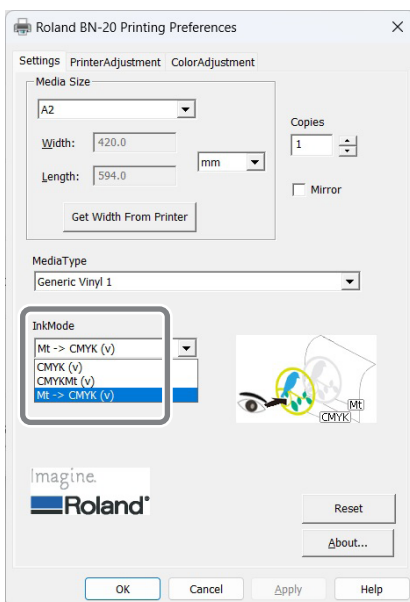 Roland BN-20 Printing Preferences
Settings PrinterAdjustment ColorAdjustment
Media Size
A2
Width: 420.0
Length: 594.0
mm
Get Width From Printer
Copies
1
Mirror
MediaType
Generic Vinyl 1
InkMode
Mt -> CMYK (v)
CMYK (v)
CMYKMt (v)
Mt -> CMYK (v)
Mt
CMYK
Imagine.
Roland
Reset
About...
OK Cancel Apply Help